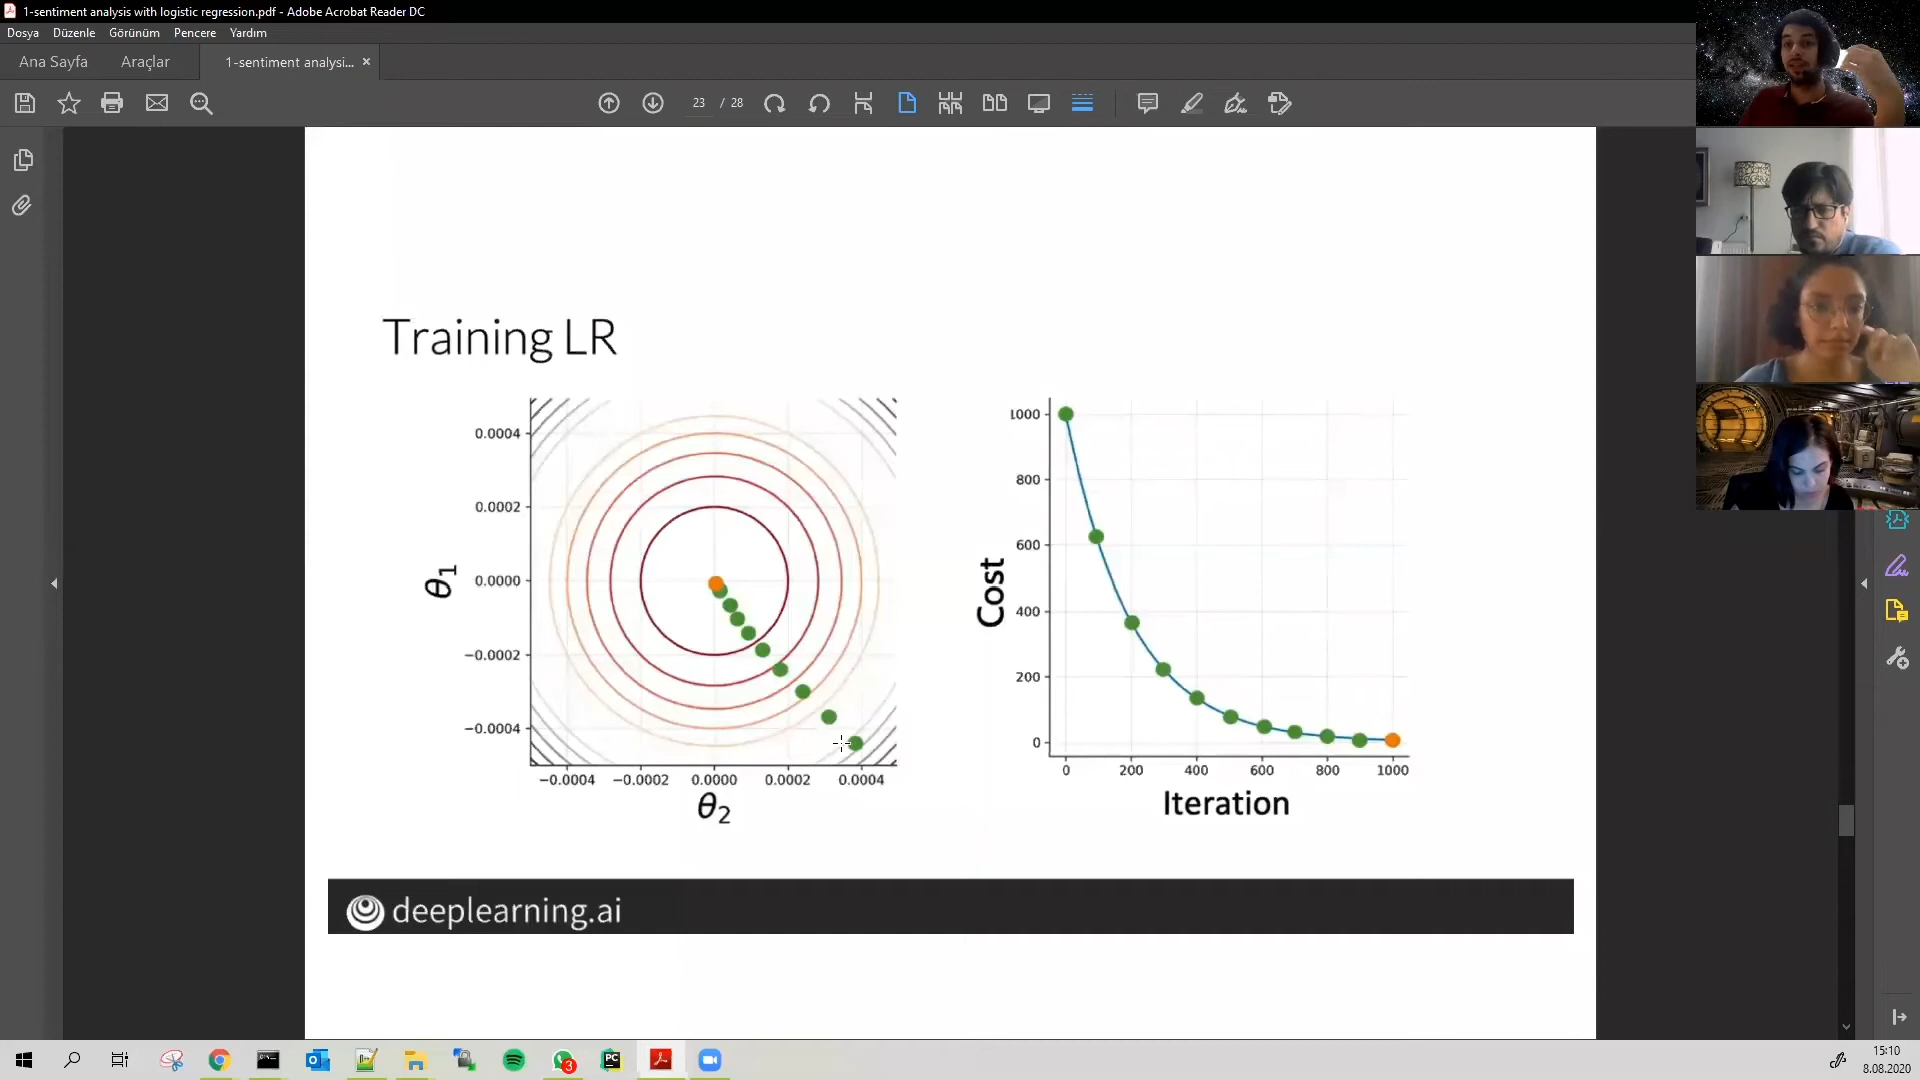 1-sentiment analysis with logistic regression.pdf - Adobe Acrobat Reader DC
Dosya Düzenle Görünüm Pencere Yardım
Ana Sayfa Araçlar 1-sentiment analysi... ×
23 / 28
Training LR
0.0004
0.0002
0.0000
−0.0002
−0.0004
θ1
−0.0004 −0.0002 0.0000 0.0002 0.0004
θ2
1000
800
600
400
200
0
Cost
0 200 400 600 800 1000
Iteration
deeplearning.ai
3
PC
15:10
8.08.2020